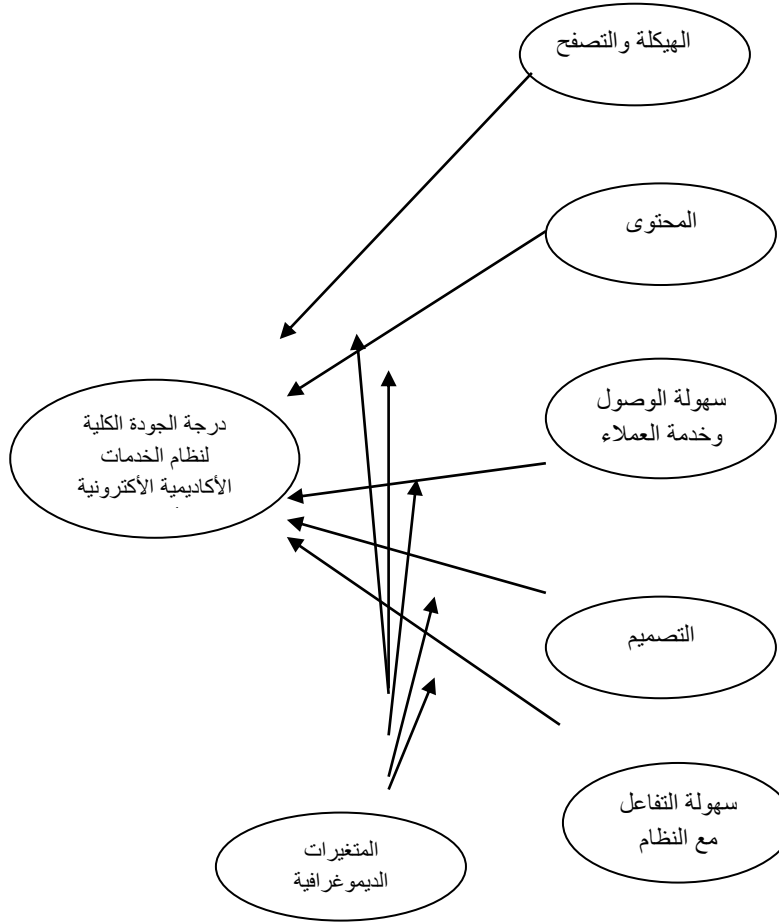 الهيكلة والتصفح
المحتوى
سهولة الوصول
وخدمة العملاء
درجة الجودة الكلية
لنظام الخدمات
الأكاديمية الأكترونية
التصميم
سهولة التفاعل
مع النظام
المتغيرات
الديموغرافية